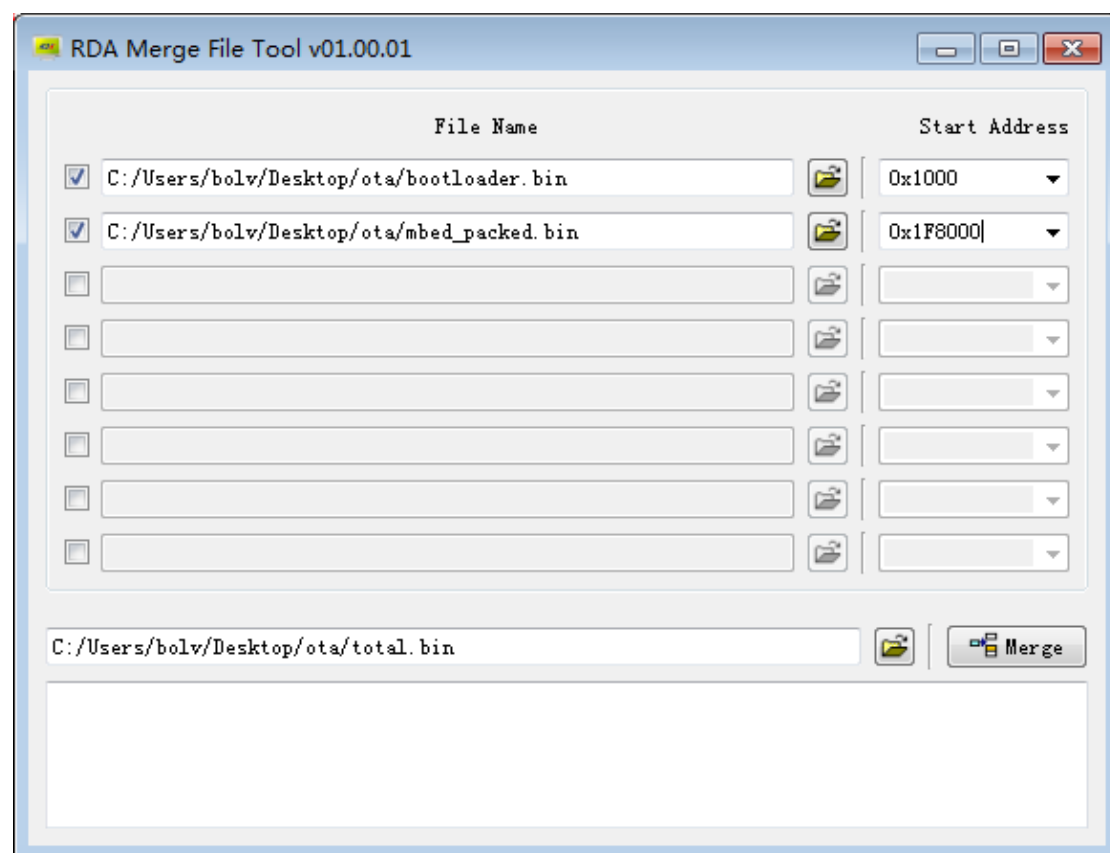 RDA Merge File Tool v01.00.01
File Name Start Address
C:/Users/bolv/Desktop/ota/bootloader.bin 0x1000
C:/Users/bolv/Desktop/ota/mbed_packed.bin 0x1F8000
C:/Users/bolv/Desktop/ota/total.bin Merge